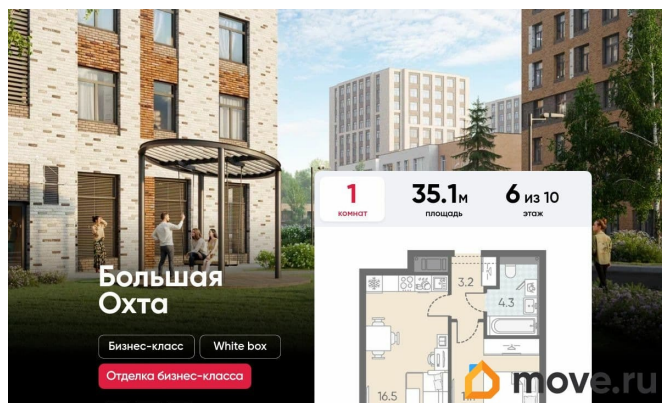 1
комнат
35.1м
площадь
6 из 10
этаж
Большая
Охта
Бизнес-класс
White box
Отделка бизнес-класса
3.2
4.3
16.5
move.ru